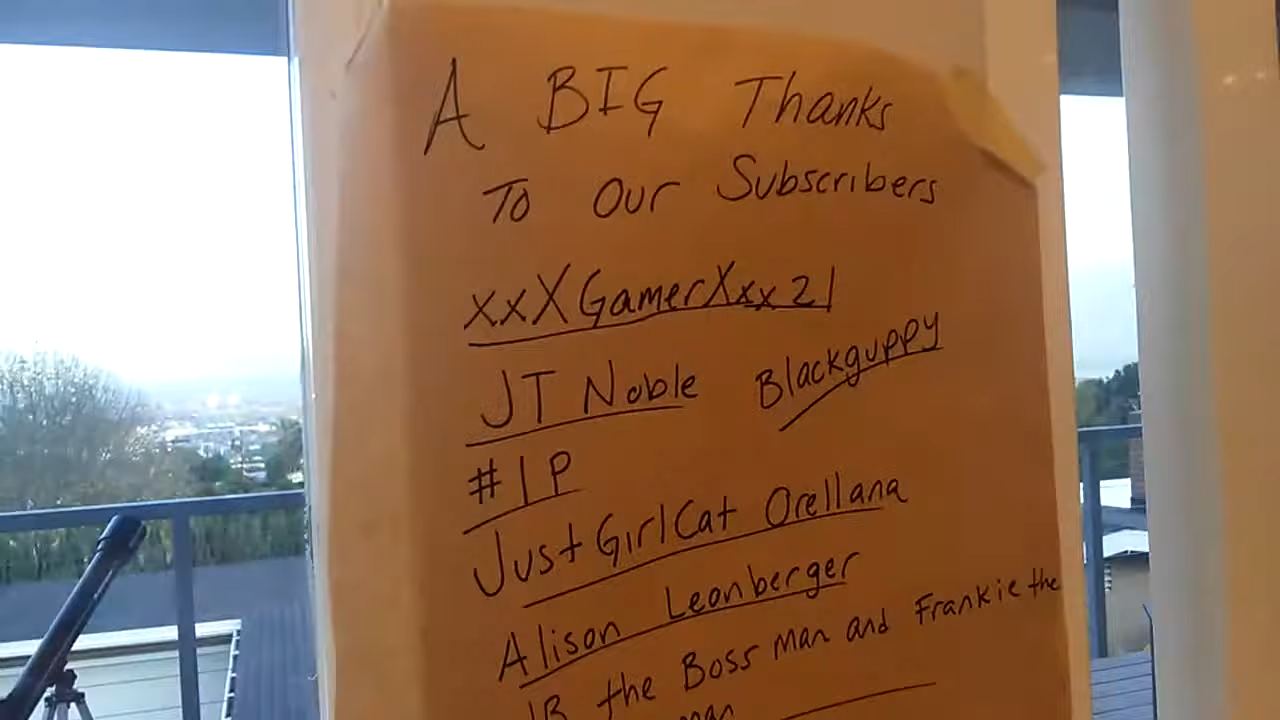 A BIG Thanks
To Our Subscribers
xxXGamerXxx21
JT Noble Blackguppy
#1P
JustGirlCat Orellana
Alison Leonberger
JB the Boss Man and Frankie the
man